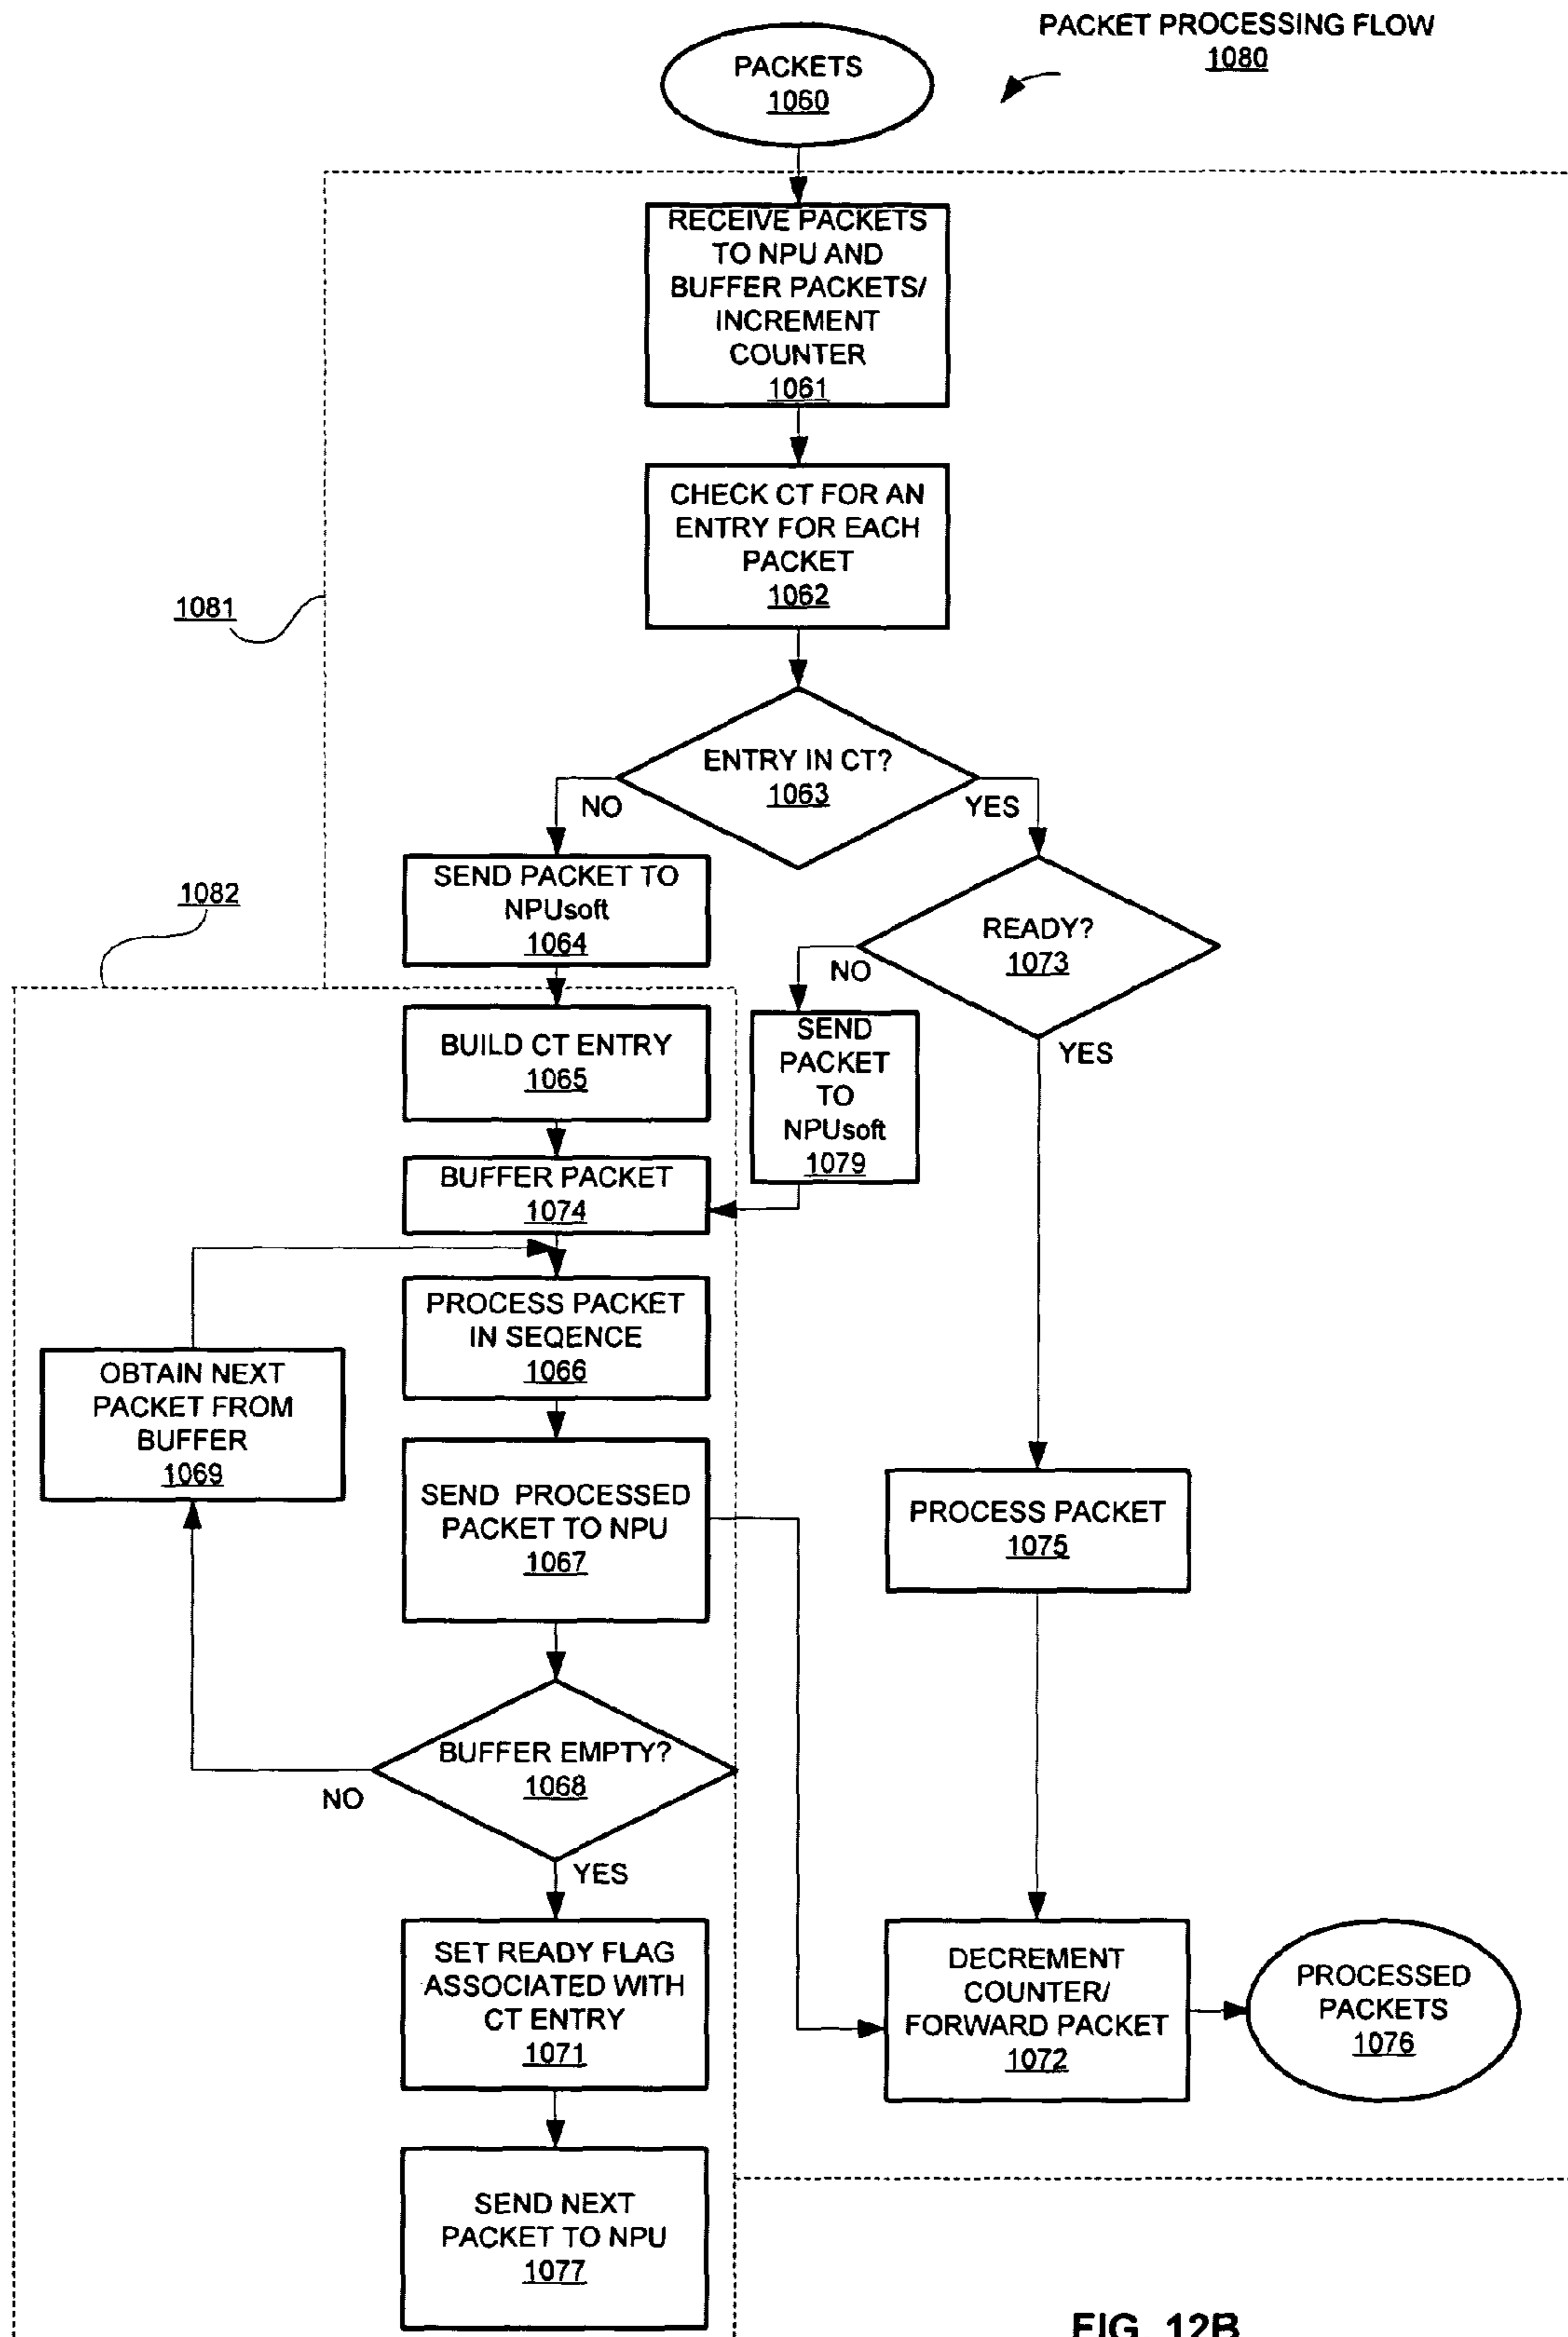 PACKET PROCESSING FLOW
1080
PACKETS
1060
RECEIVE PACKETS
TO NPU AND
BUFFER PACKETS/
INCREMENT
COUNTER
1061
CHECK CT FOR AN
ENTRY FOR EACH
PACKET
1062
1081
ENTRY IN CT?
1063
NO
YES
SEND PACKET TO
NPUsoft
1064
1082
READY?
1073
NO
YES
BUILD CT ENTRY
1065
SEND
PACKET
TO
NPUsoft
1079
BUFFER PACKET
1074
PROCESS PACKET
IN SEQENCE
1066
OBTAIN NEXT
PACKET FROM
BUFFER
1069
SEND PROCESSED
PACKET TO NPU
1067
PROCESS PACKET
1075
BUFFER EMPTY?
1068
NO
YES
SET READY FLAG
ASSOCIATED WITH
CT ENTRY
1071
DECREMENT
COUNTER/
FORWARD PACKET
1072
PROCESSED
PACKETS
1076
SEND NEXT
PACKET TO NPU
1077
FIG. 12B